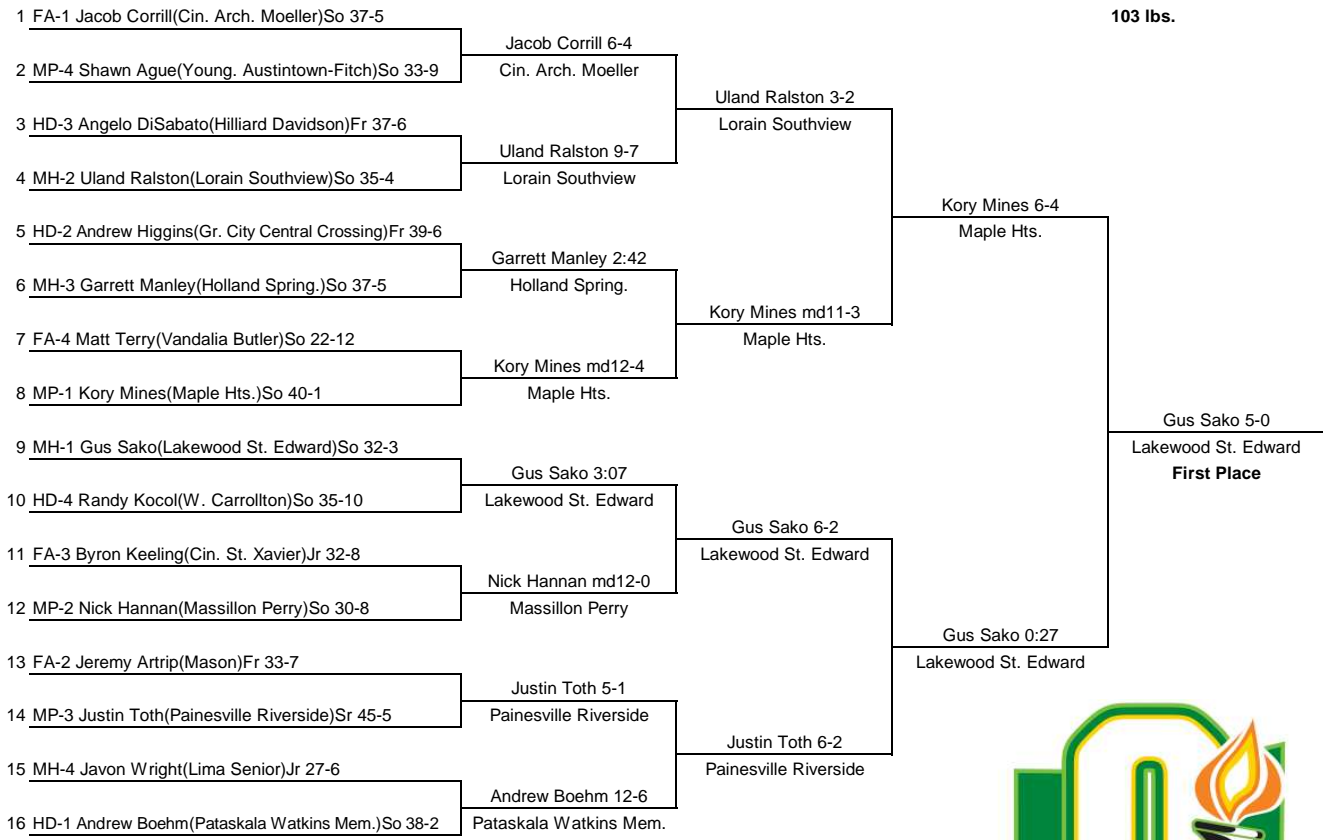 103 lbs.
1 FA-1 Jacob Corrill(Cin. Arch. Moeller)So 37-5
Jacob Corrill 6-4
Cin. Arch. Moeller
2 MP-4 Shawn Ague(Young. Austintown-Fitch)So 33-9
Uland Ralston 3-2
Lorain Southview
3 HD-3 Angelo DiSabato(Hilliard Davidson)Fr 37-6
Uland Ralston 9-7
Lorain Southview
4 MH-2 Uland Ralston(Lorain Southview)So 35-4
Kory Mines 6-4
Maple Hts.
5 HD-2 Andrew Higgins(Gr. City Central Crossing)Fr 39-6
Garrett Manley 2:42
Holland Spring.
6 MH-3 Garrett Manley(Holland Spring.)So 37-5
Kory Mines md11-3
Maple Hts.
7 FA-4 Matt Terry(Vandalia Butler)So 22-12
Kory Mines md12-4
Maple Hts.
8 MP-1 Kory Mines(Maple Hts.)So 40-1
Gus Sako 5-0
Lakewood St. Edward
First Place
9 MH-1 Gus Sako(Lakewood St. Edward)So 32-3
Gus Sako 3:07
Lakewood St. Edward
10 HD-4 Randy Kocol(W. Carrollton)So 35-10
Gus Sako 6-2
Lakewood St. Edward
11 FA-3 Byron Keeling(Cin. St. Xavier)Jr 32-8
Nick Hannan md12-0
Massillon Perry
12 MP-2 Nick Hannan(Massillon Perry)So 30-8
Gus Sako 0:27
Lakewood St. Edward
13 FA-2 Jeremy Artrip(Mason)Fr 33-7
Justin Toth 5-1
Painesville Riverside
14 MP-3 Justin Toth(Painesville Riverside)Sr 45-5
Justin Toth 6-2
Painesville Riverside
15 MH-4 Javon Wright(Lima Senior)Jr 27-6
Andrew Boehm 12-6
Pataskala Watkins Mem.
16 HD-1 Andrew Boehm(Pataskala Watkins Mem.)So 38-2